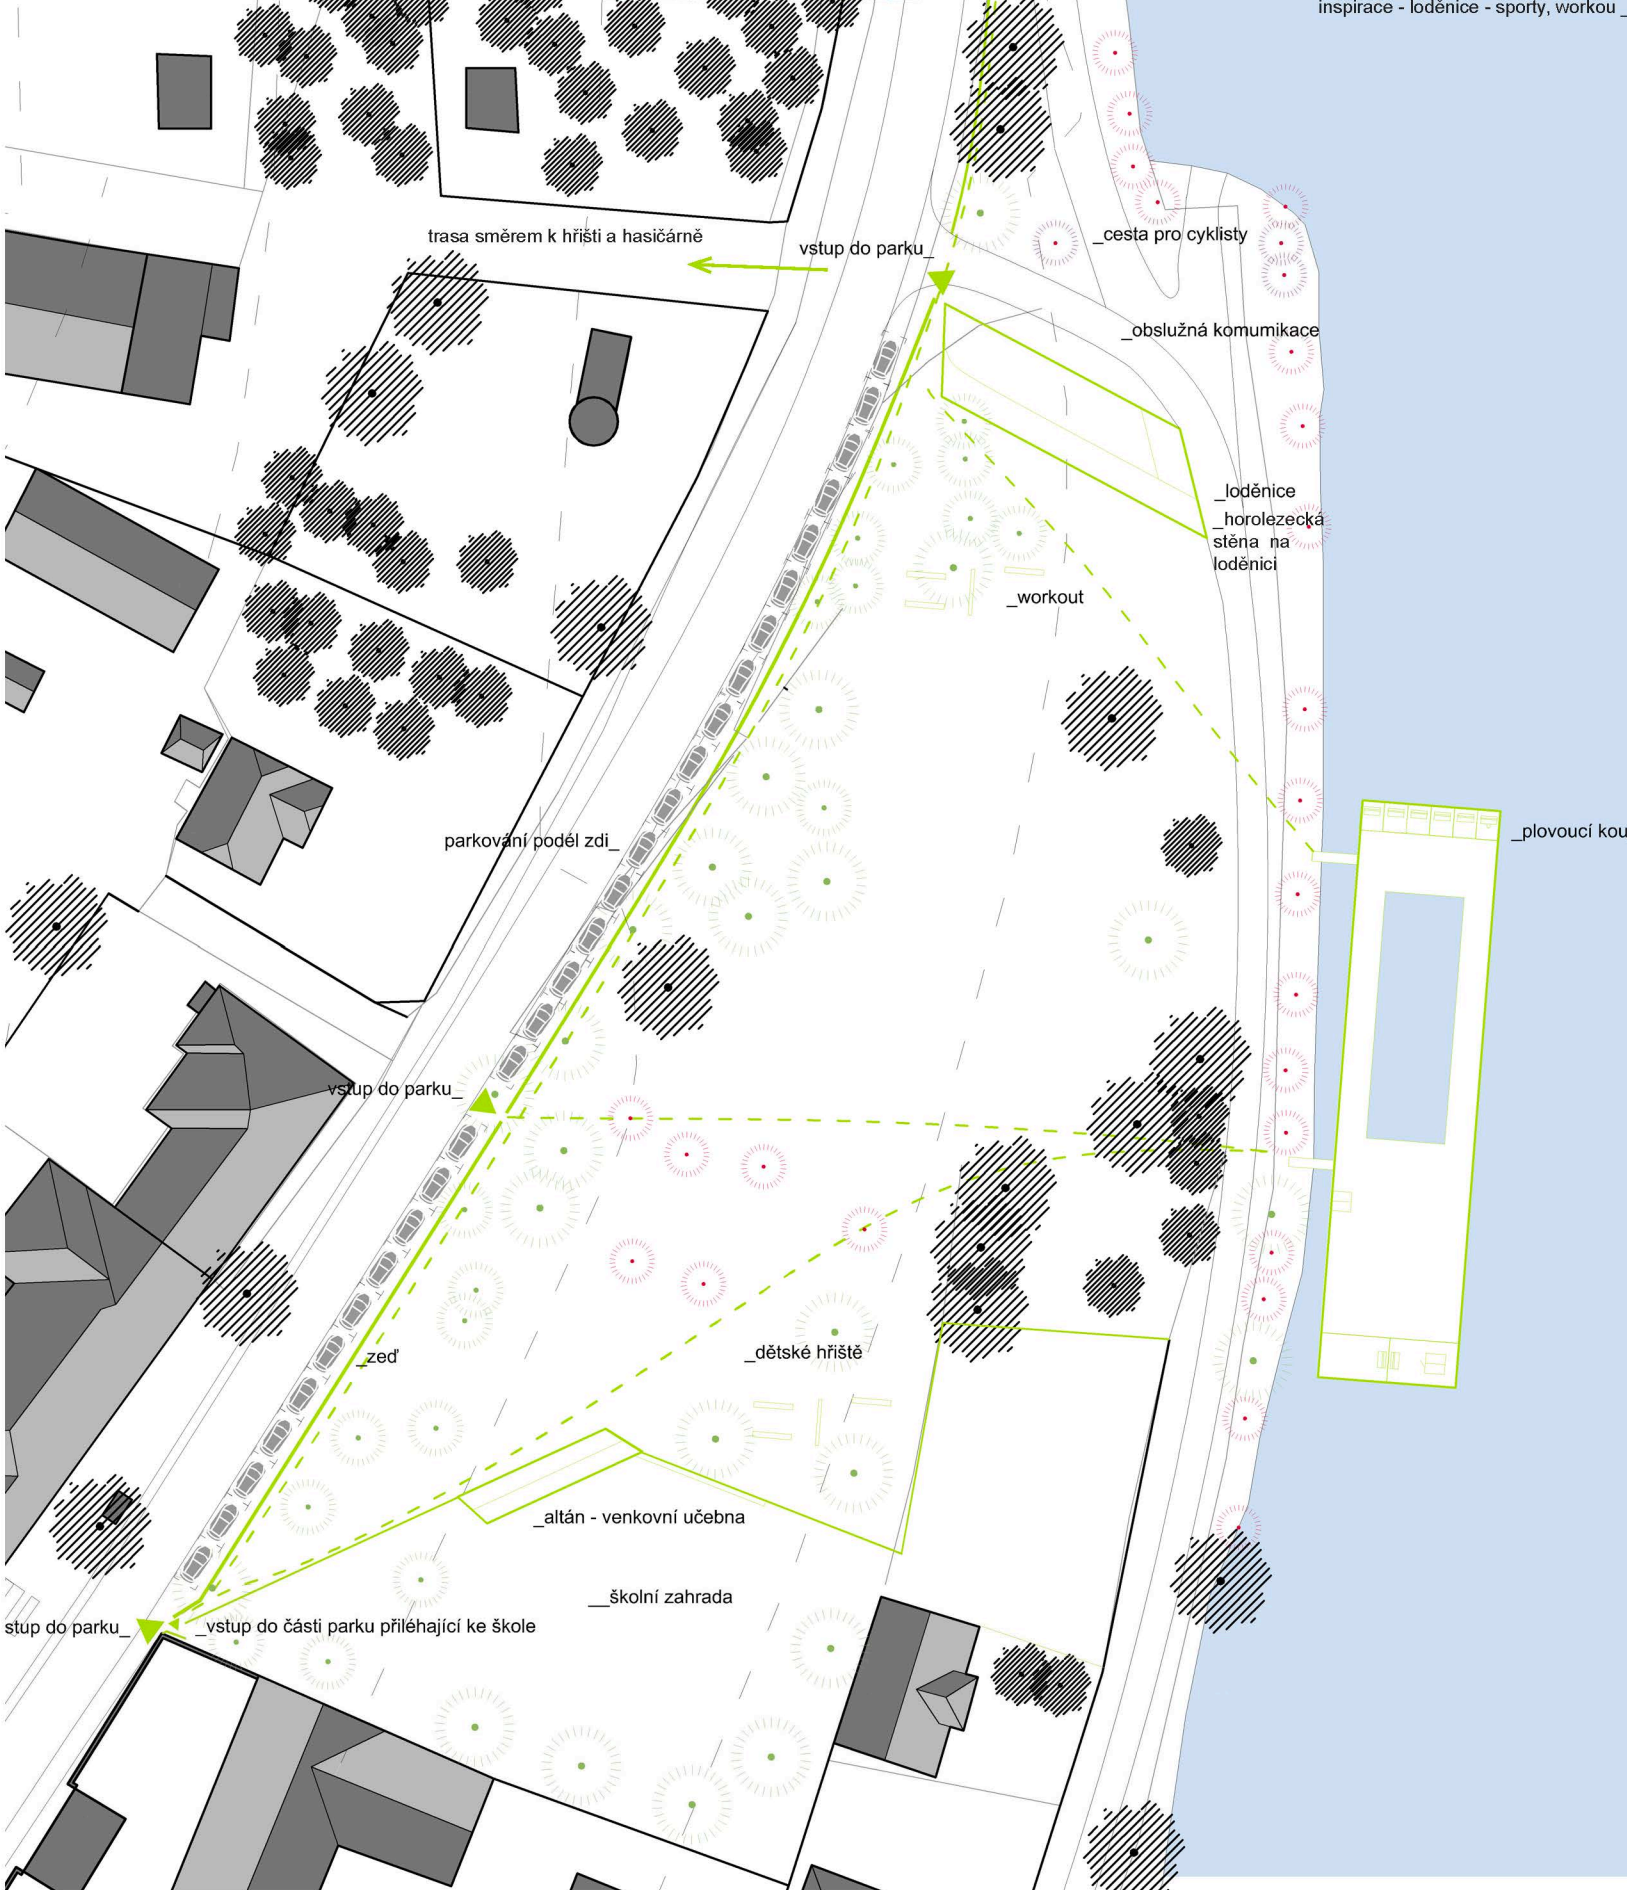 inspirace - loděnice - sporty, workou _
trasa směrem k hřišti a hasičárně
vstup do parku_
_cesta pro cyklisty
_obslužná komumikace
_loděnice
_horolezecká
stěna na
loděnici
_workout
parkování podél zdi_
_plovoucí kou
vstup do parku_
_zeď
_dětské hřiště
_altán - venkovní učebna
__školní zahrada
stup do parku_
_vstup do části parku přiléhající ke škole